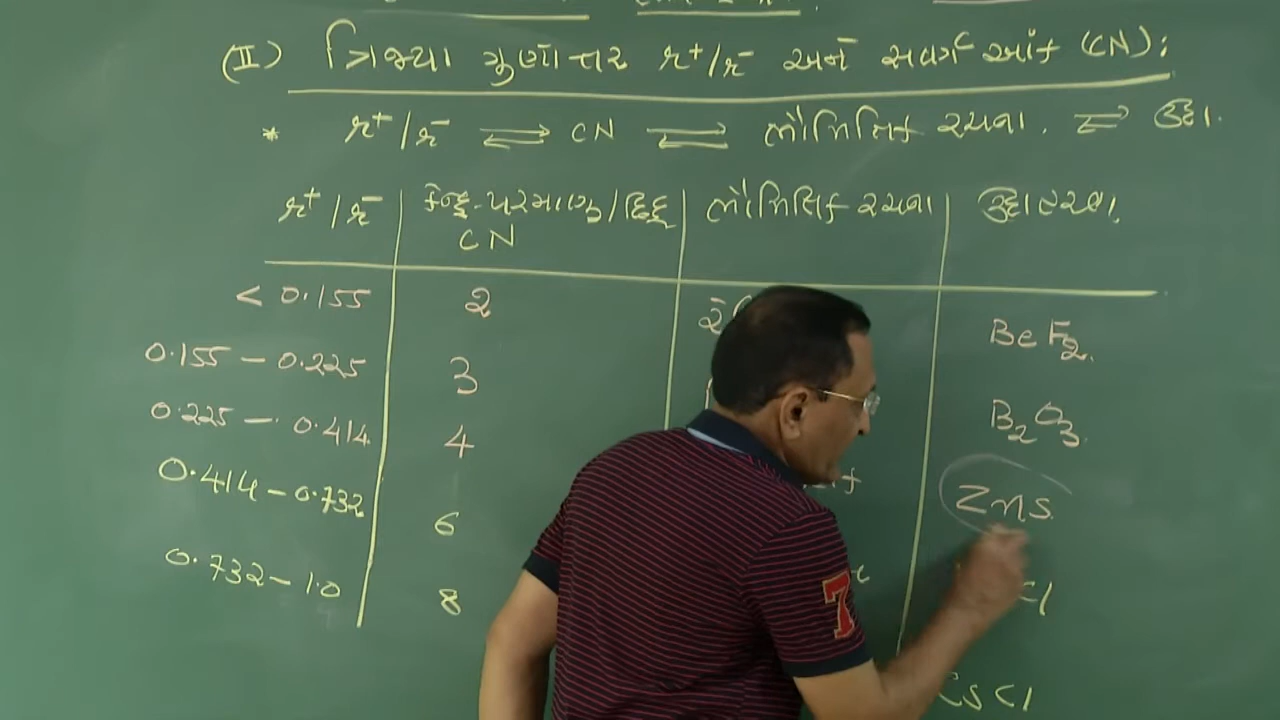 (II) ત્રિજ્યા ગુણોત્તર r⁺/r⁻ અને સવર્ગ આંક (CN):
* r⁺/r⁻ ⇌ CN ⇌ ભૌમિતિક રચના. ⇌ ઉદા.
r⁺/r⁻ કેન્દ્ર-પરમાણુ/બિંદુ CN ભૌમિતિક રચના ઉદાહરણ.
< 0.155 2 BeF₂.
0.155 – 0.225 3 B₂O₃.
0.225 – 0.414 4 ZnS.
0.414 – 0.732 6 Cl
0.732 – 1.0 8 CsCl
7